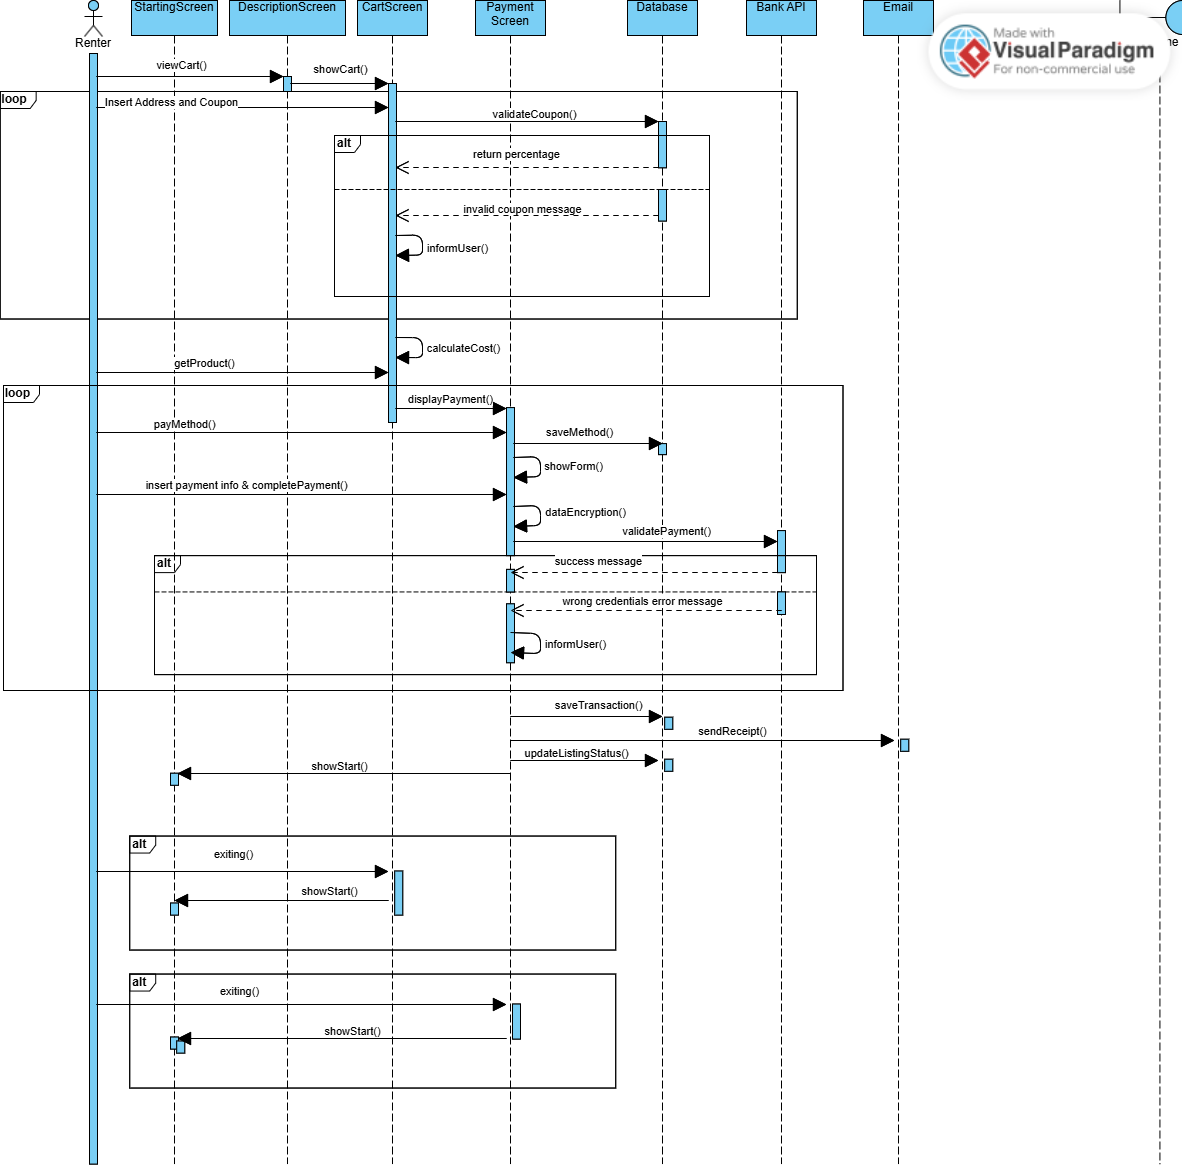 StartingScreen
DescriptionScreen
CartScreen
Payment
Screen
Database
Bank API
Email
Renter
Made with
VisualParadigm
For non-commercial use
viewCart()
showCart()
loop
Insert Address and Coupon
validateCoupon()
alt
return percentage
invalid coupon message
informUser()
calculateCost()
getProduct()
loop
displayPayment()
payMethod()
saveMethod()
showForm()
insert payment info & completePayment()
dataEncryption()
validatePayment()
alt
success message
wrong credentials error message
informUser()
saveTransaction()
sendReceipt()
updateListingStatus()
showStart()
alt
exiting()
showStart()
alt
exiting()
showStart()